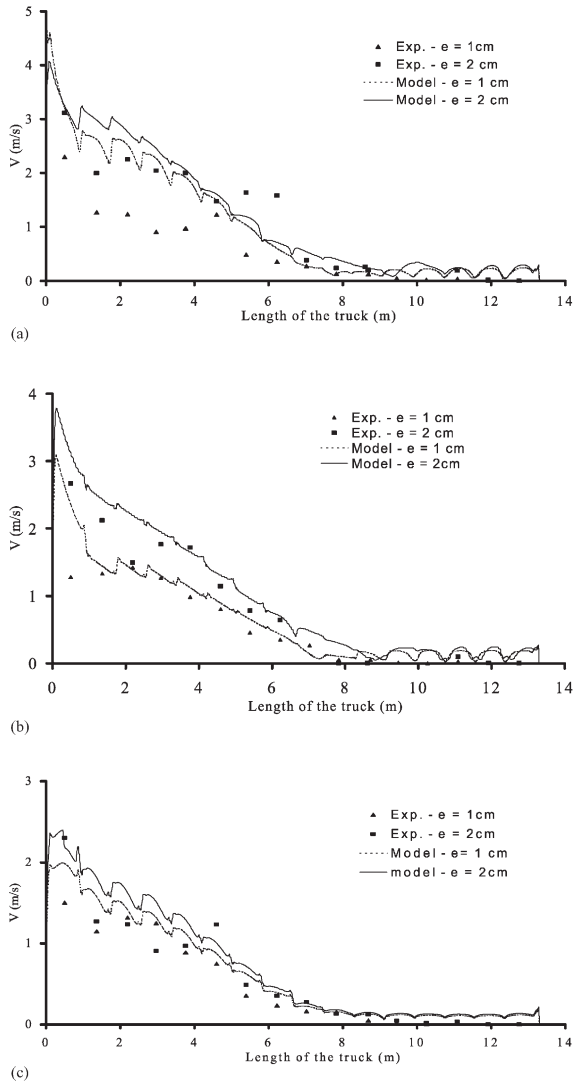 5
4
3
2
1
0
V (m/s)
Exp. - e = 1cm
Exp. - e = 2 cm
Model - e = 1 cm
Model - e = 2 cm
0 2 4 6 8 10 12 14
Length of the truck (m)
(a)
4
3
2
1
0
V (m/s)
Exp. - e = 1 cm
Exp. - e = 2 cm
Model - e = 1 cm
Model - e = 2cm
0 2 4 6 8 10 12 14
Length of the truck (m)
(b)
3
2
1
0
V (m/s)
Exp. - e = 1cm
Exp. - e = 2cm
Model - e= 1 cm
model - e = 2cm
0 2 4 6 8 10 12 14
Length of the truck (m)
(c)